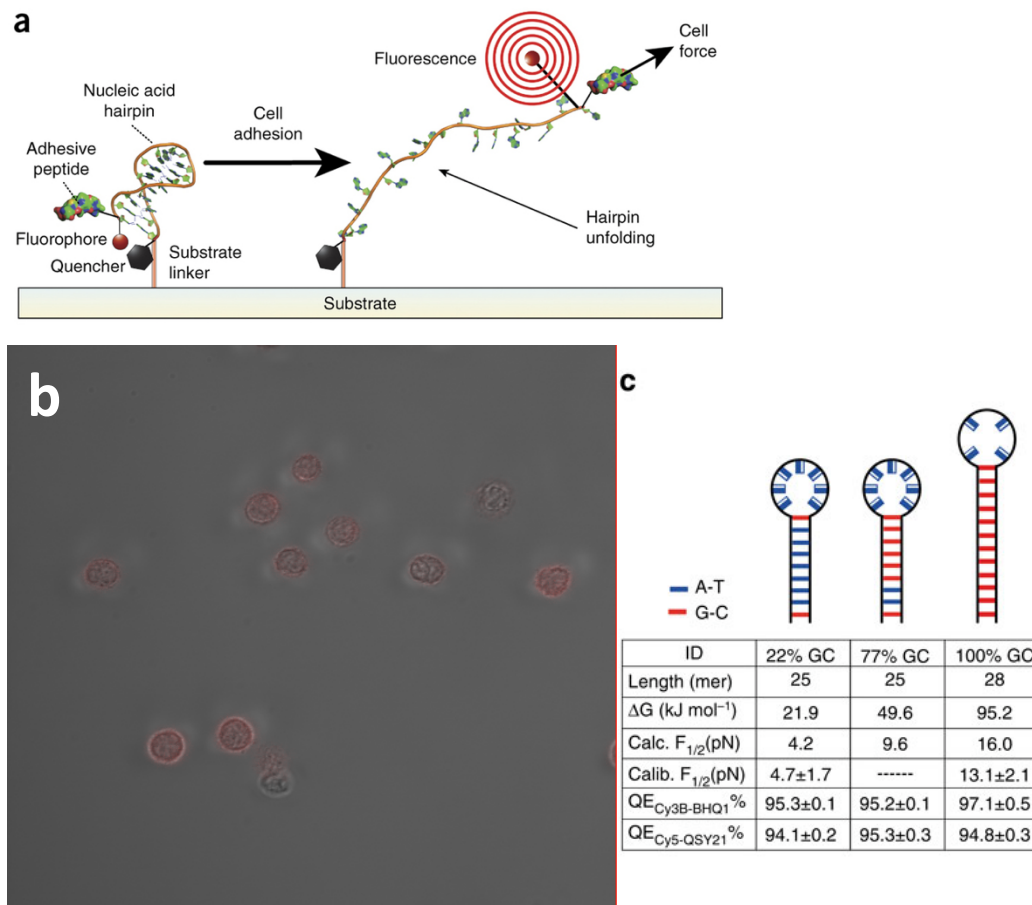 a
Fluorescence
Cell
force
Nucleic acid
hairpin
Cell
adhesion
Adhesive
peptide
Hairpin
unfolding
Fluorophore
Quencher
Substrate
linker
Substrate
b
c
A-T
G-C
ID 22% GC 77% GC 100% GC
Length (mer) 25 25 28
ΔG (kJ mol⁻¹) 21.9 49.6 95.2
Calc. F1/2(pN) 4.2 9.6 16.0
Calib. F1/2(pN) 4.7±1.7 ------ 13.1±2.1
QECy3B-BHQ1% 95.3±0.1 95.2±0.1 97.1±0.5
QECy5-QSY21% 94.1±0.2 95.3±0.3 94.8±0.3